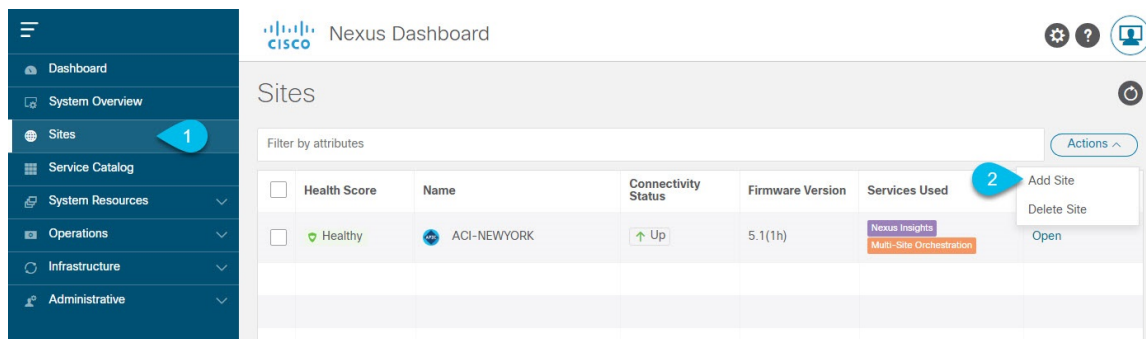 CISCO
Nexus Dashboard
Dashboard
System Overview
Sites
1
Service Catalog
System Resources
Operations
Infrastructure
Administrative
?
Sites
Filter by attributes
Actions
2
Add Site
Delete Site
Health Score
Name
Connectivity
Status
Firmware Version
Services Used
Healthy
ACI-NEWYORK
Up
5.1(1h)
Nexus Insights
Multi-Site Orchestration
Open